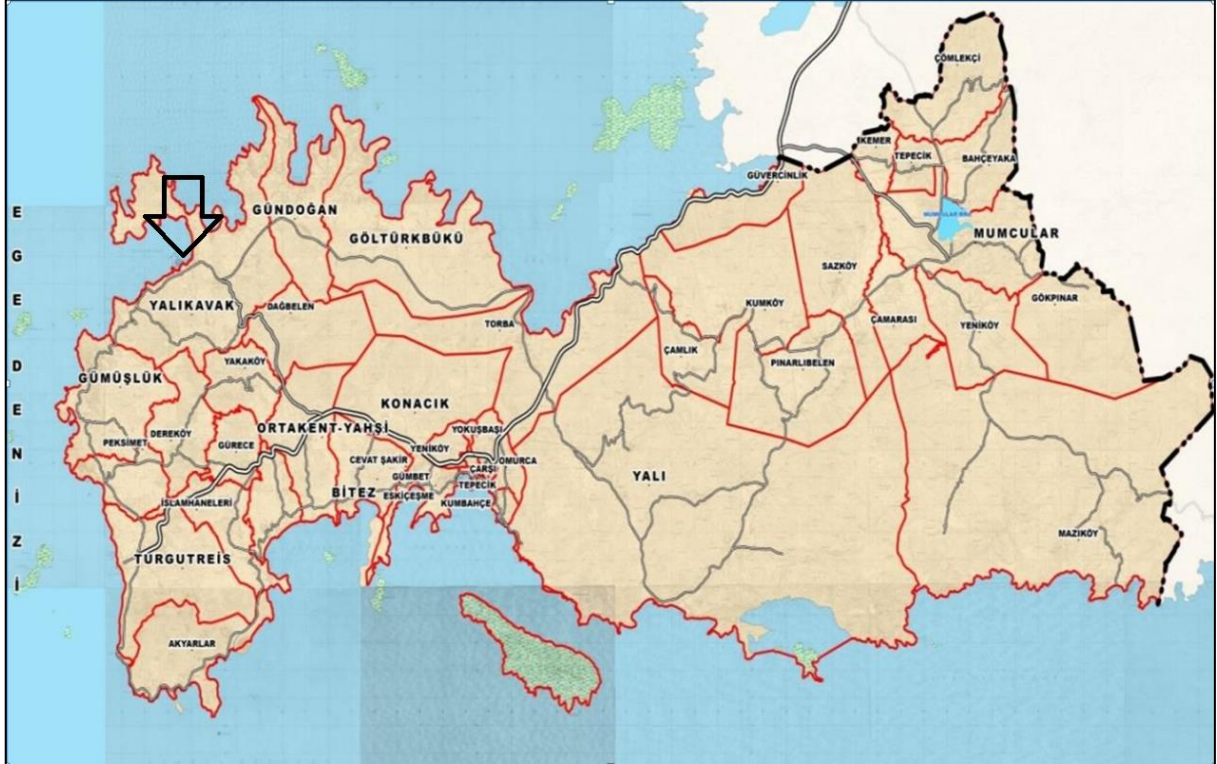 ÇÖMLEKÇİ
KEMER
TEPECİK
BAHÇEYAKA
GÜVERCİNLİK
GÜNDOĞAN
MUMCULAR
GÖLTÜRKBÜKÜ
SAZKÖY
YALIKAVAK
DAĞBELEN
KUMKÖY
GÖKPINAR
TORBA
ÇAMARASI
YENİKÖY
ÇAMLIK
YAKAKÖY
PINARLIBELEN
GÜMÜŞLÜK
KONACIK
ORTAKENT-YAHŞİ
YOKUŞBAŞI
DEREKÖY
PEKSİMET
GÜRECE
YENİKÖY
CEVAT ŞAKİR
OMURCA
ÇARŞI
GÜMBET
YALI
TEPECİK
BİTEZ
ESKİÇEŞME
İSLAMHANELERİ
KUMBAHÇE
MAZIKÖY
TURGUTREİS
AKYARLAR
E
G
E
D
E
N
İ
Z
İ